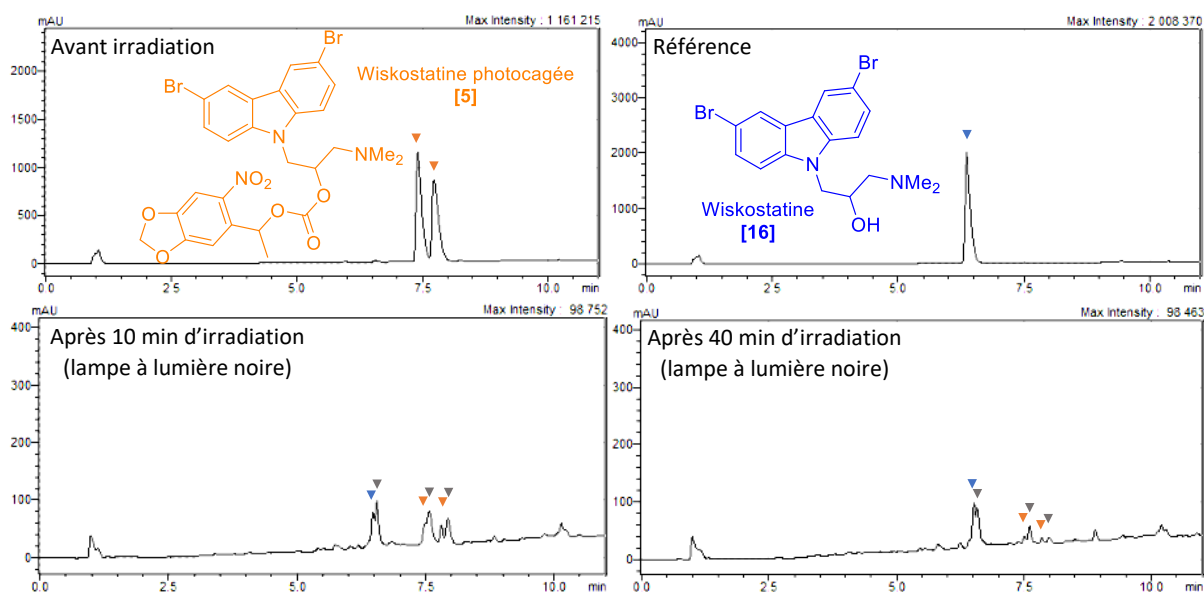 mAU
Max Intensity : 1 161 215
Avant irradiation
Br
Br
N
NMe2
NO2
O
O
O
O
O
Wiskostatine photocagée
[5]
2000
1500
1000
500
0
0.0
2.5
5.0
7.5
10.0
min
mAU
Max Intensity : 2 008 370
Référence
Br
Br
N
NMe2
OH
Wiskostatine
[16]
4000
3000
2000
1000
0
0.0
2.5
5.0
7.5
10.0
min
mAU
Max Intensity : 98 752
Après 10 min d’irradiation
(lampe à lumière noire)
400
300
200
100
0
0.0
2.5
5.0
7.5
10.0
min
mAU
Max Intensity : 98 463
Après 40 min d’irradiation
(lampe à lumière noire)
400
300
200
100
0
0.0
2.5
5.0
7.5
10.0
min